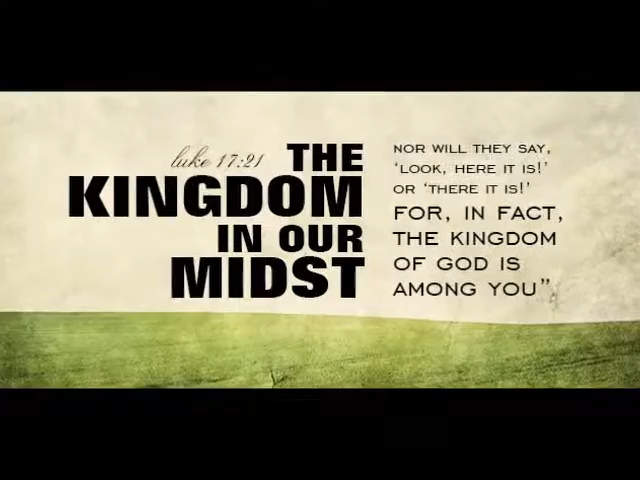 luke 17:21 THE
KINGDOM
IN OUR
MIDST
NOR WILL THEY SAY,
‘LOOK, HERE IT IS!’
OR ‘THERE IT IS!’
FOR, IN FACT,
THE KINGDOM
OF GOD IS
AMONG YOU”